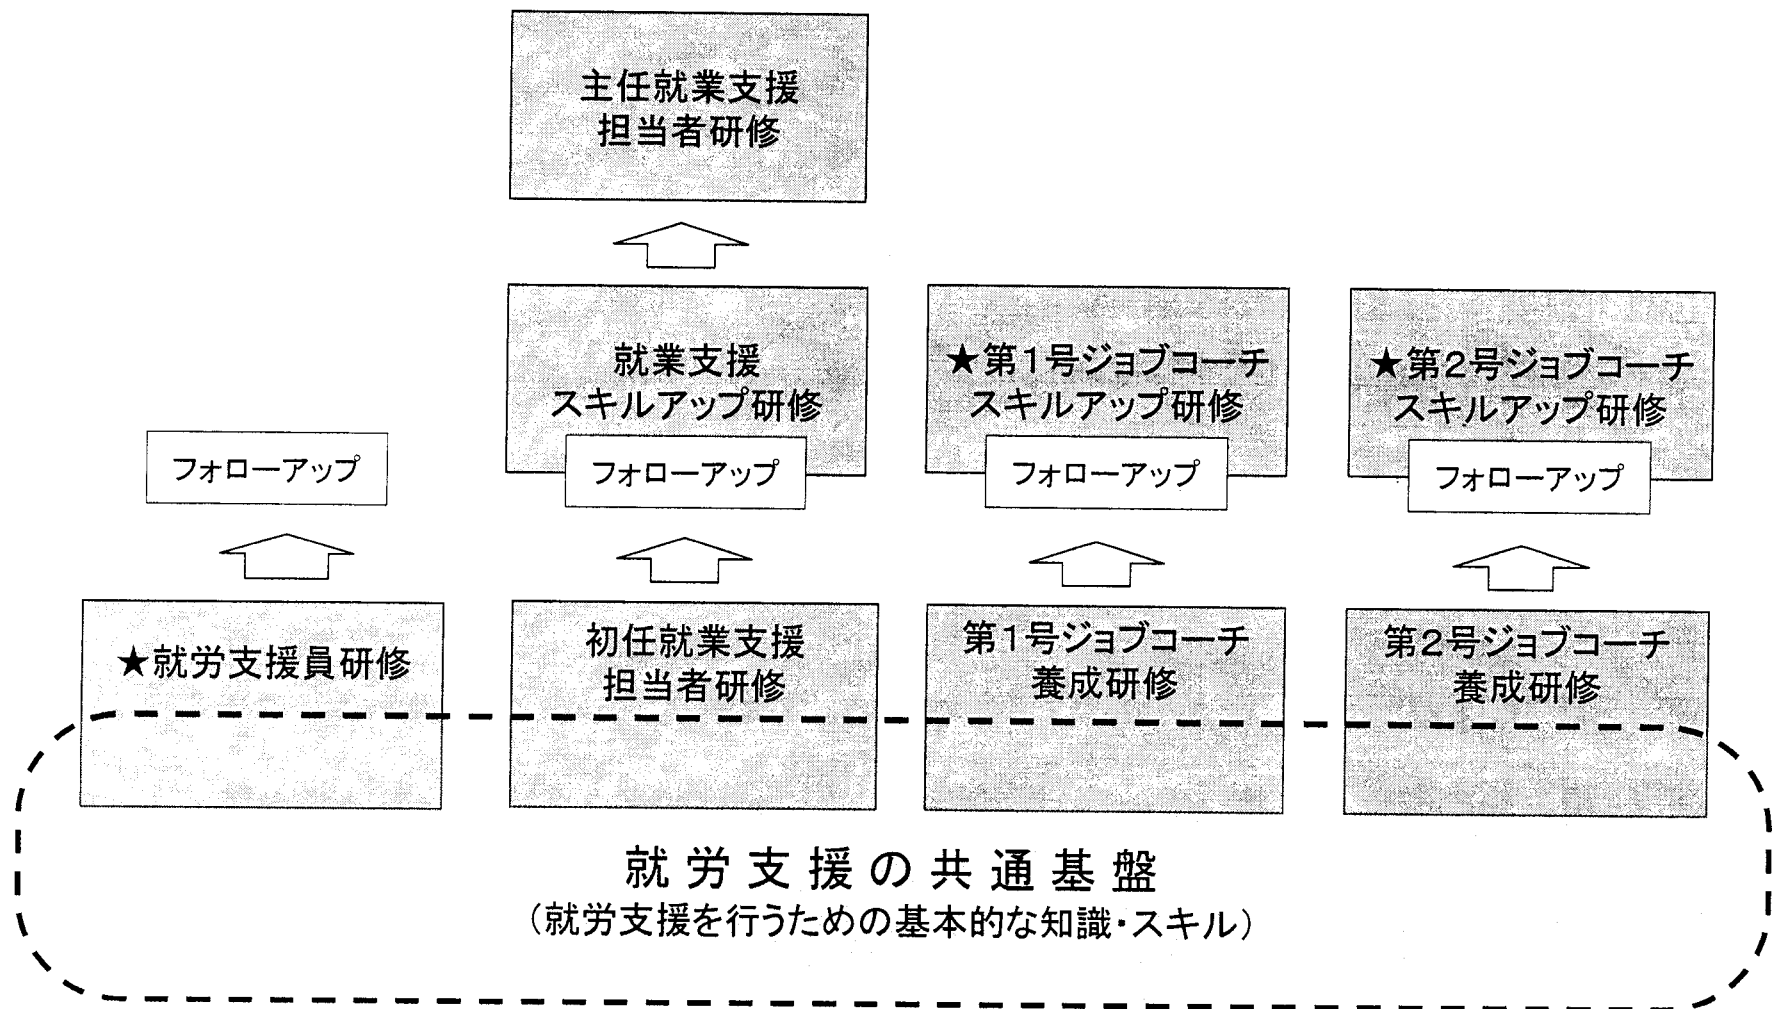 主任就業支援
担当者研修
就業支援
スキルアップ研修
★第1号ジョブコーチ
スキルアップ研修
★第2号ジョブコーチ
スキルアップ研修
フォローアップ
フォローアップ
フォローアップ
フォローアップ
★就労支援員研修
初任就業支援
担当者研修
第1号ジョブコーチ
養成研修
第2号ジョブコーチ
養成研修
就労支援の共通基盤
（就労支援を行うための基本的な知識・スキル）